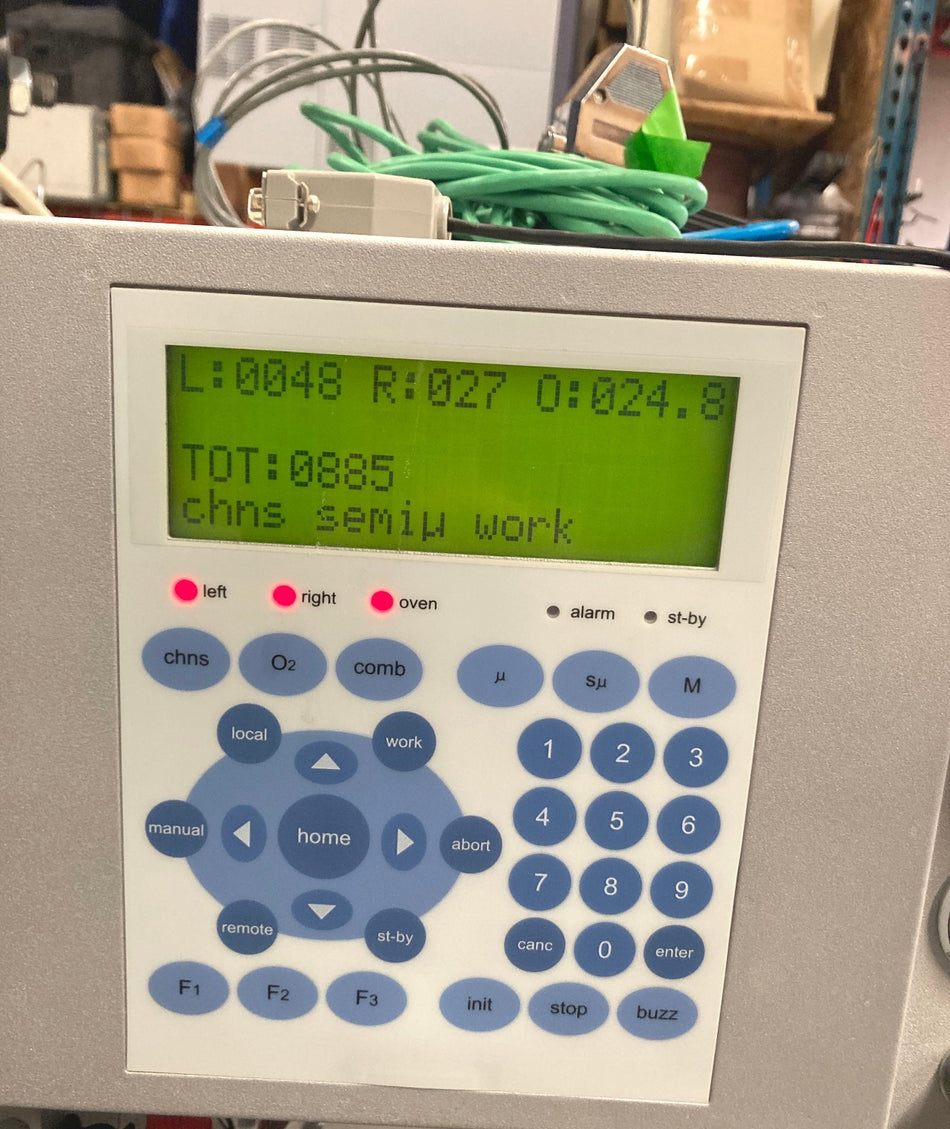 L:0048 R:027 O:024.8
TOT:0885
chns semiµ work
left right oven alarm st-by
chns O2 comb µ sµ M
local work
manual home abort
remote st-by
1 2 3
4 5 6
7 8 9
canc 0 enter
F1 F2 F3 init stop buzz